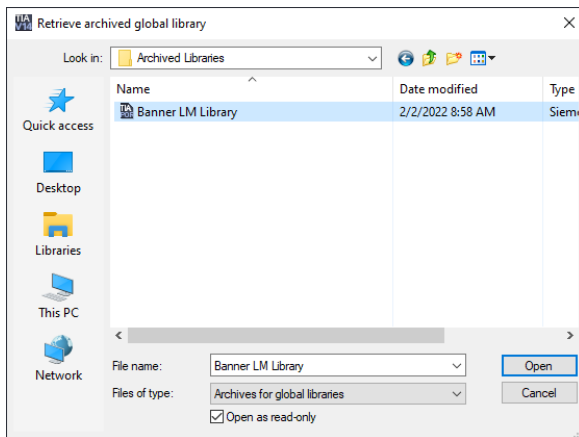 Retrieve archived global library
Look in: Archived Libraries
Name Date modified Type
Banner LM Library 2/2/2022 8:58 AM Sieme
Quick access
Desktop
Libraries
This PC
Network
File name: Banner LM Library Open
Files of type: Archives for global libraries Cancel
Open as read-only